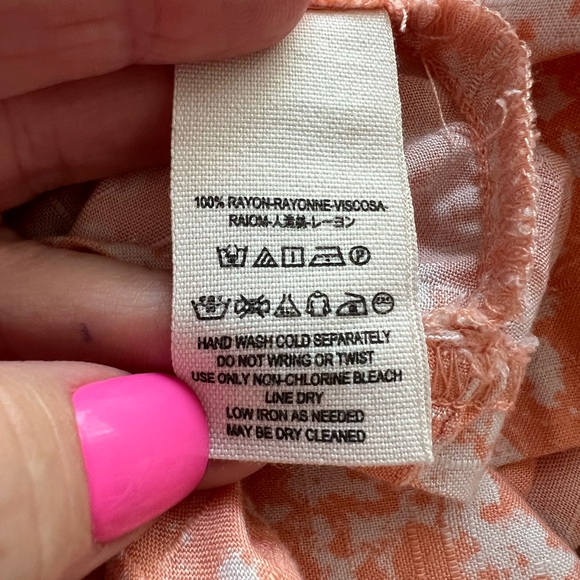 100% RAYON-RAYONNE-VISCOSA-
RAIOM-人造絲-レーヨン
HAND WASH COLD SEPARATELY
DO NOT WRING OR TWIST
USE ONLY NON-CHLORINE BLEACH
LINE DRY
LOW IRON AS NEEDED
MAY BE DRY CLEANED